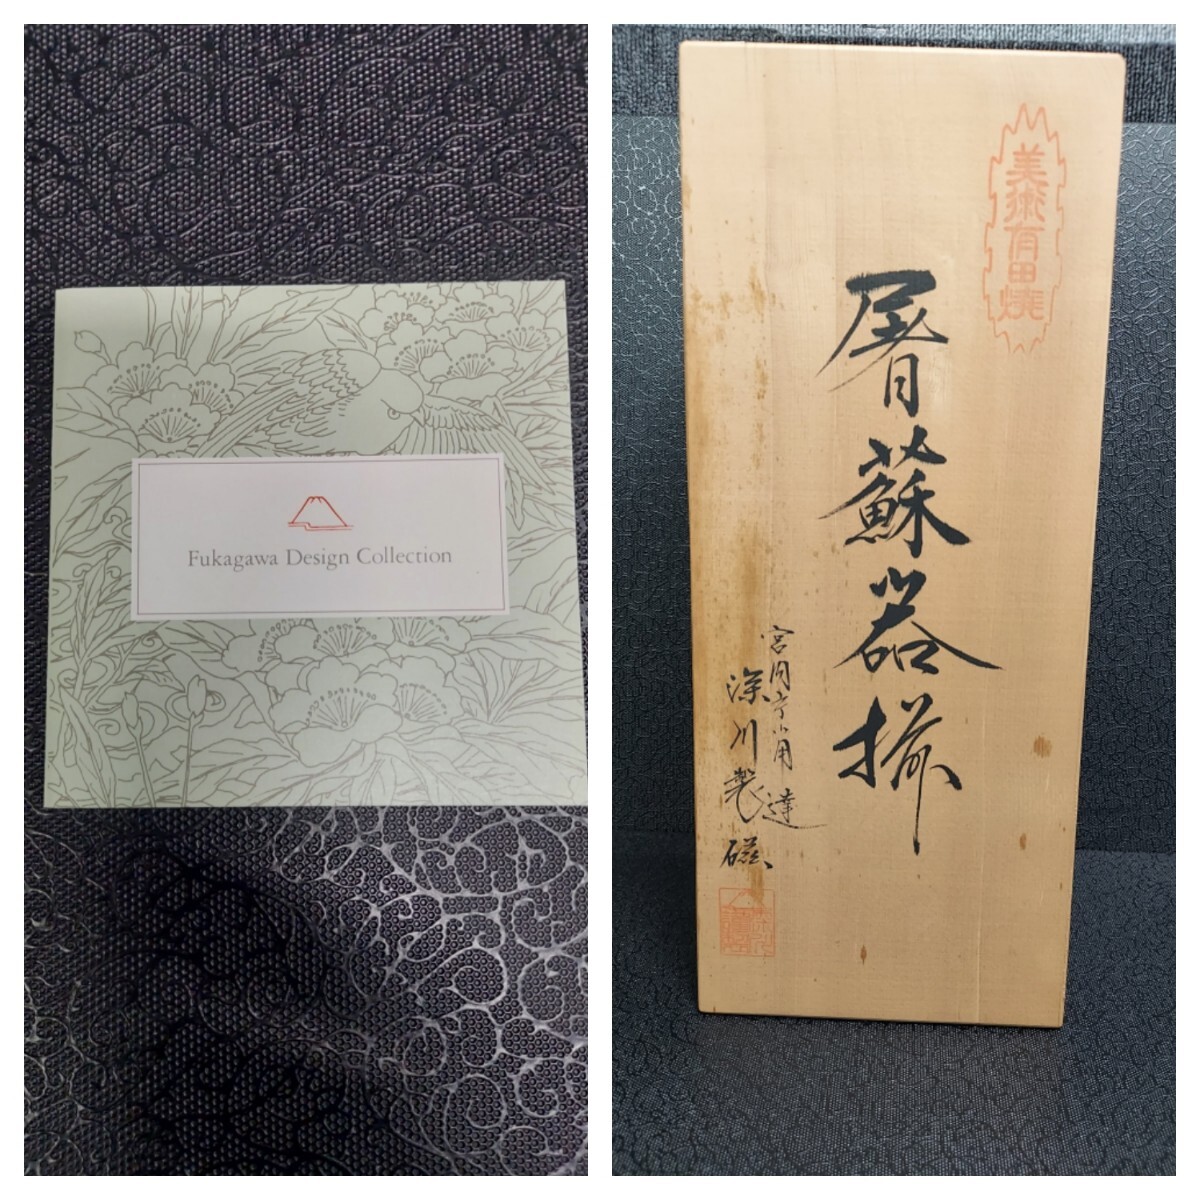 Fukagawa Design Collection
美術有田焼
屠蘇器揃
宮内庁御用達
深川製磁